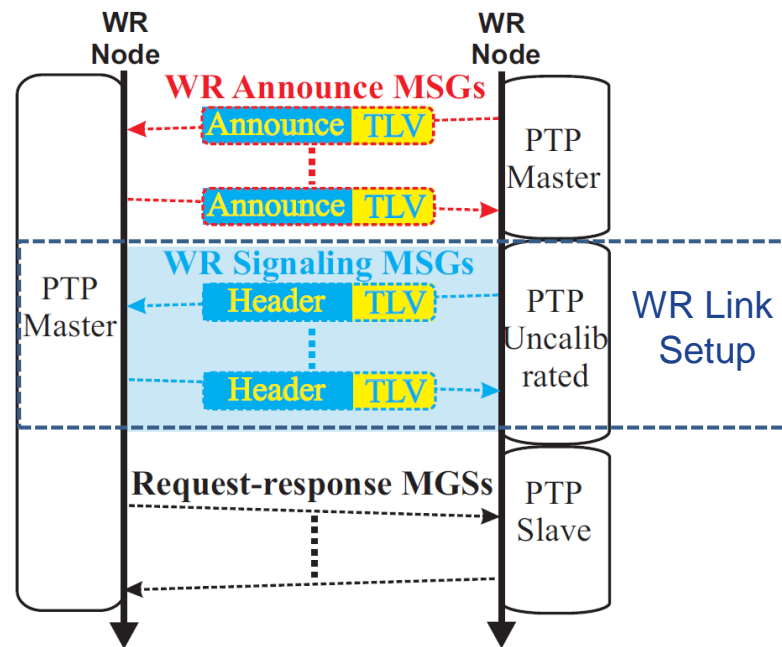 WR
Node
WR
Node
WR Announce MSGs
Announce TLV
Announce TLV
PTP
Master
WR Signaling MSGs
Header TLV
Header TLV
PTP
Master
PTP
Uncalib
rated
WR Link
Setup
Request-response MGSs
PTP
Slave